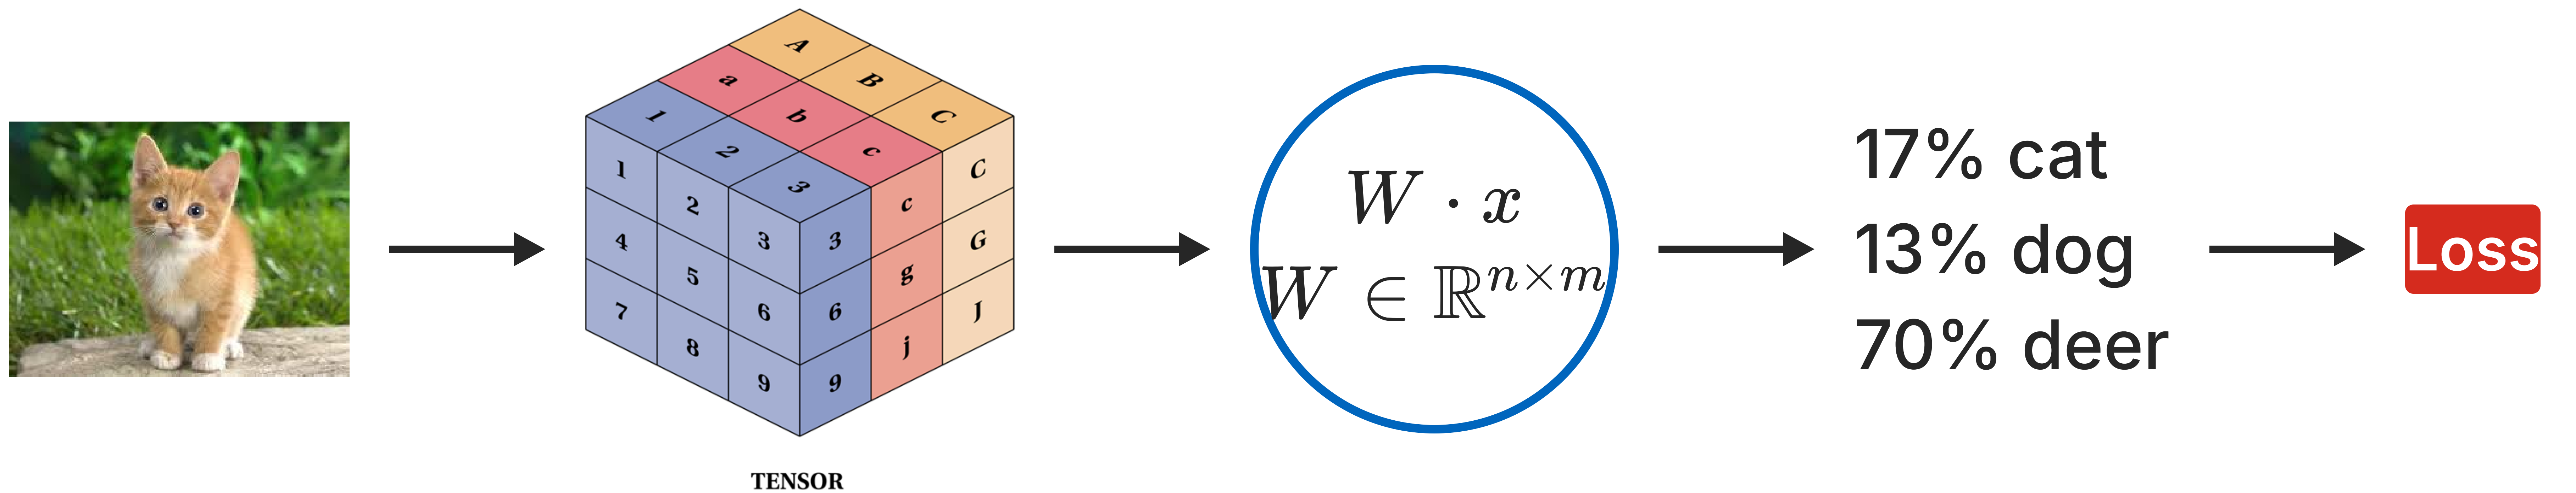 A
a
B
1
b
C
2
c
3
1
2
3
3
c
C
4
5
6
6
g
G
7
8
9
9
j
J
TENSOR
W · x
W ∈ ℝ^{n×m}
17% cat
13% dog
70% deer
Loss